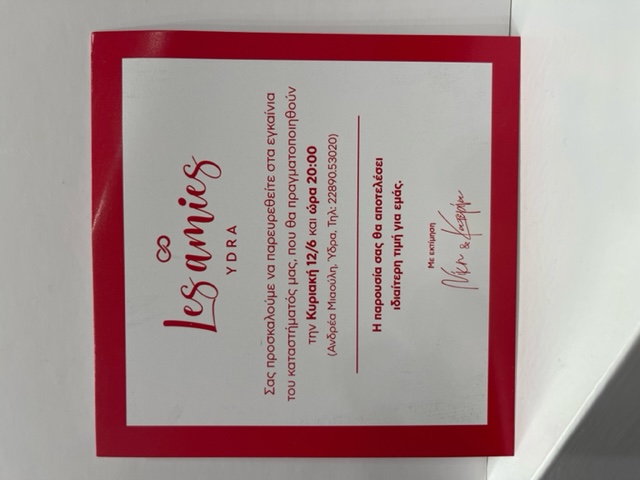 Les amies
YDRA
Σας προσκαλούμε να παρευρεθείτε στα εγκαίνια
του καταστήματός μας, που θα πραγματοποιηθούν
την Κυριακή 12/6 και ώρα 20:00
(Ανδρέα Μιαούλη, Ύδρα, Τηλ: 22890.53020)
Η παρουσία σας θα αποτελέσει
ιδιαίτερη τιμή για εμάς.
Με εκτίμηση
Νίκη &